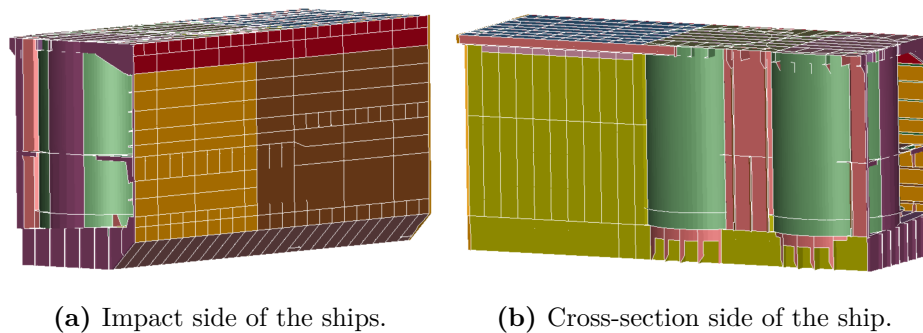 (a) Impact side of the ships.
(b) Cross-section side of the ship.